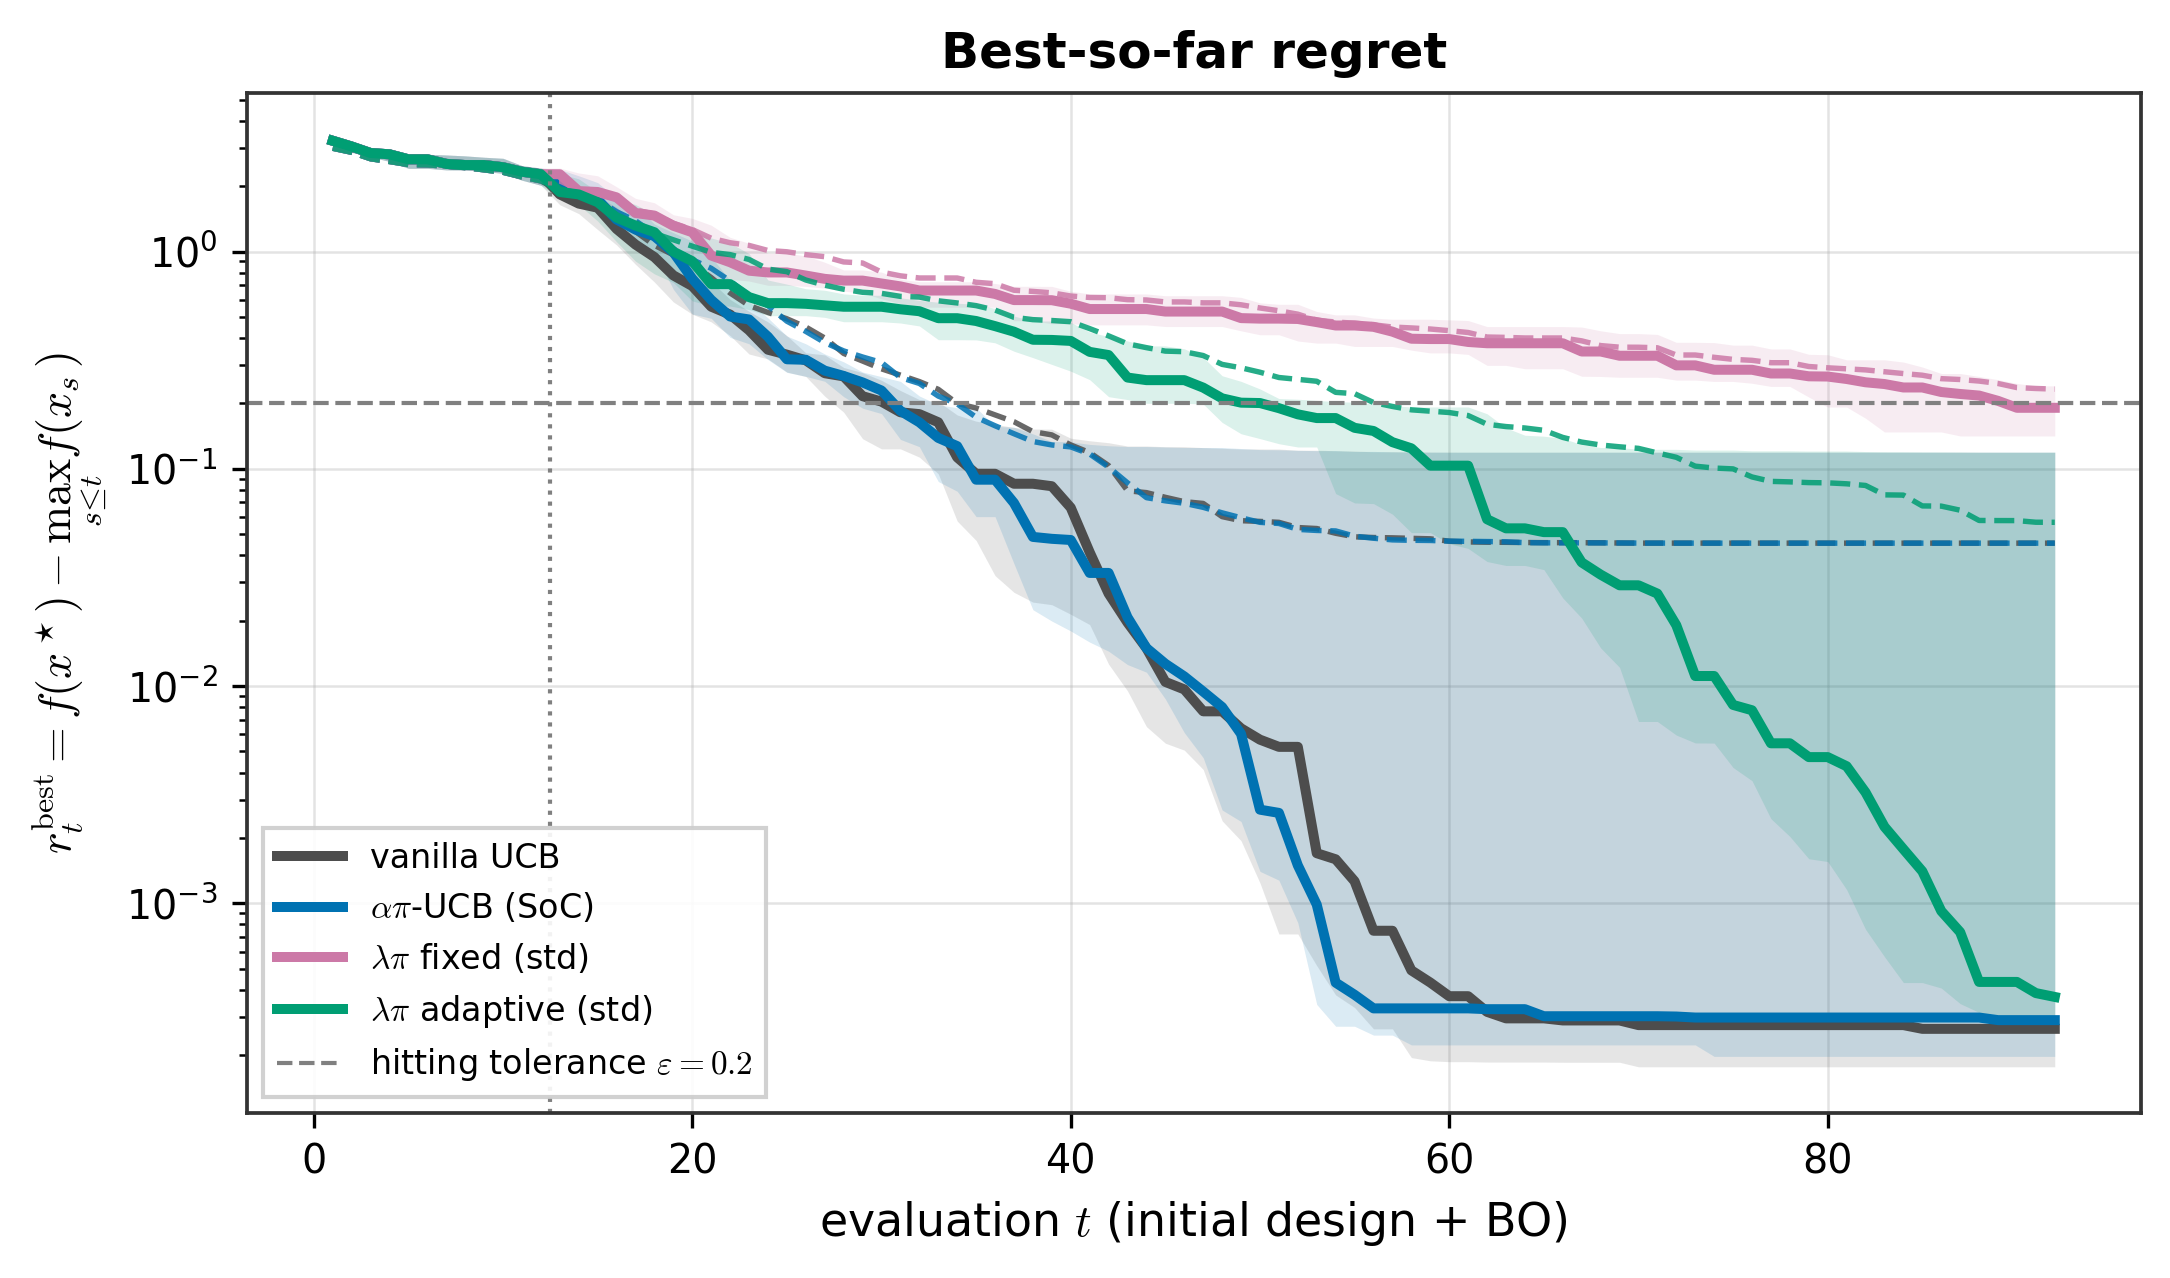 Best-so-far regret
r_t^best = f(x^⋆) − max_{s≤t} f(x_s)
10^0
10^−1
10^−2
10^−3
vanilla UCB
απ-UCB (SoC)
λπ fixed (std)
λπ adaptive (std)
hitting tolerance ε = 0.2
0 20 40 60 80
evaluation t (initial design + BO)